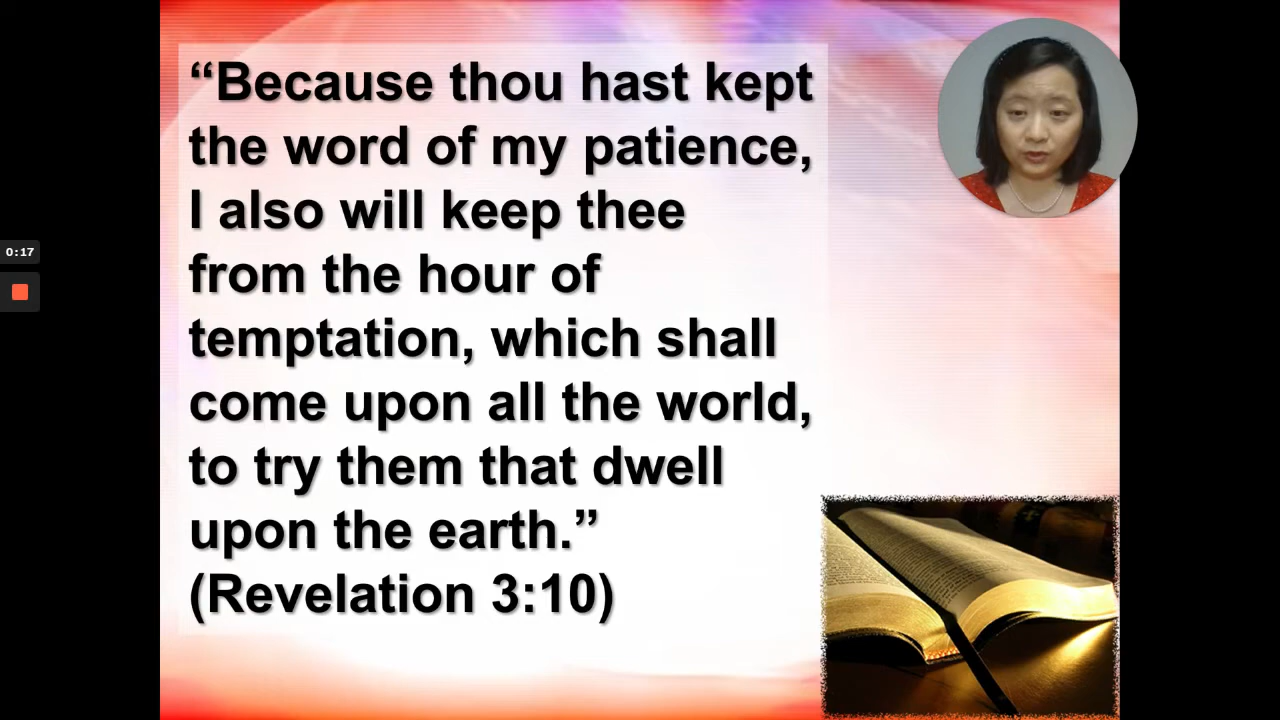 “Because thou hast kept
the word of my patience,
I also will keep thee
from the hour of
temptation, which shall
come upon all the world,
to try them that dwell
upon the earth.”
(Revelation 3:10)
0:17